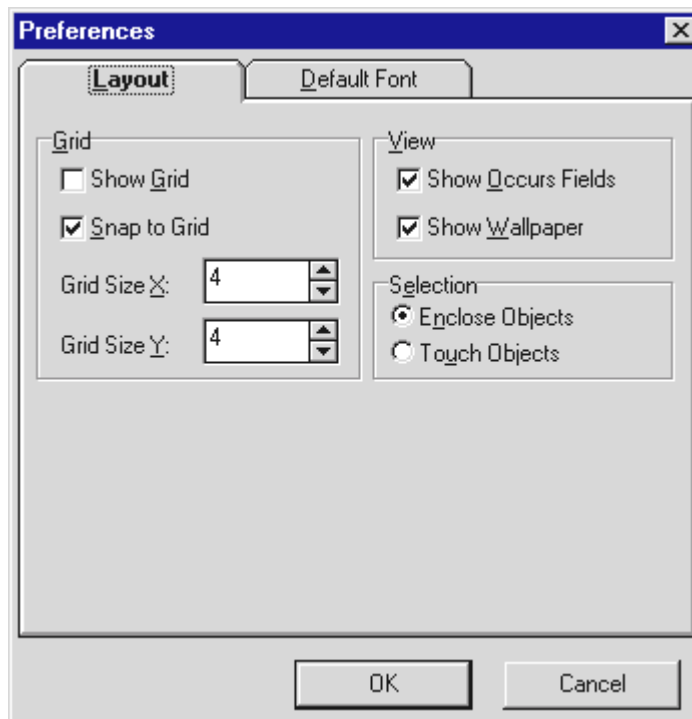 Preferences
Layout
Default Font
Grid
Show Grid
Snap to Grid
Grid Size X: 4
Grid Size Y: 4
View
Show Occurs Fields
Show Wallpaper
Selection
Enclose Objects
Touch Objects
OK
Cancel